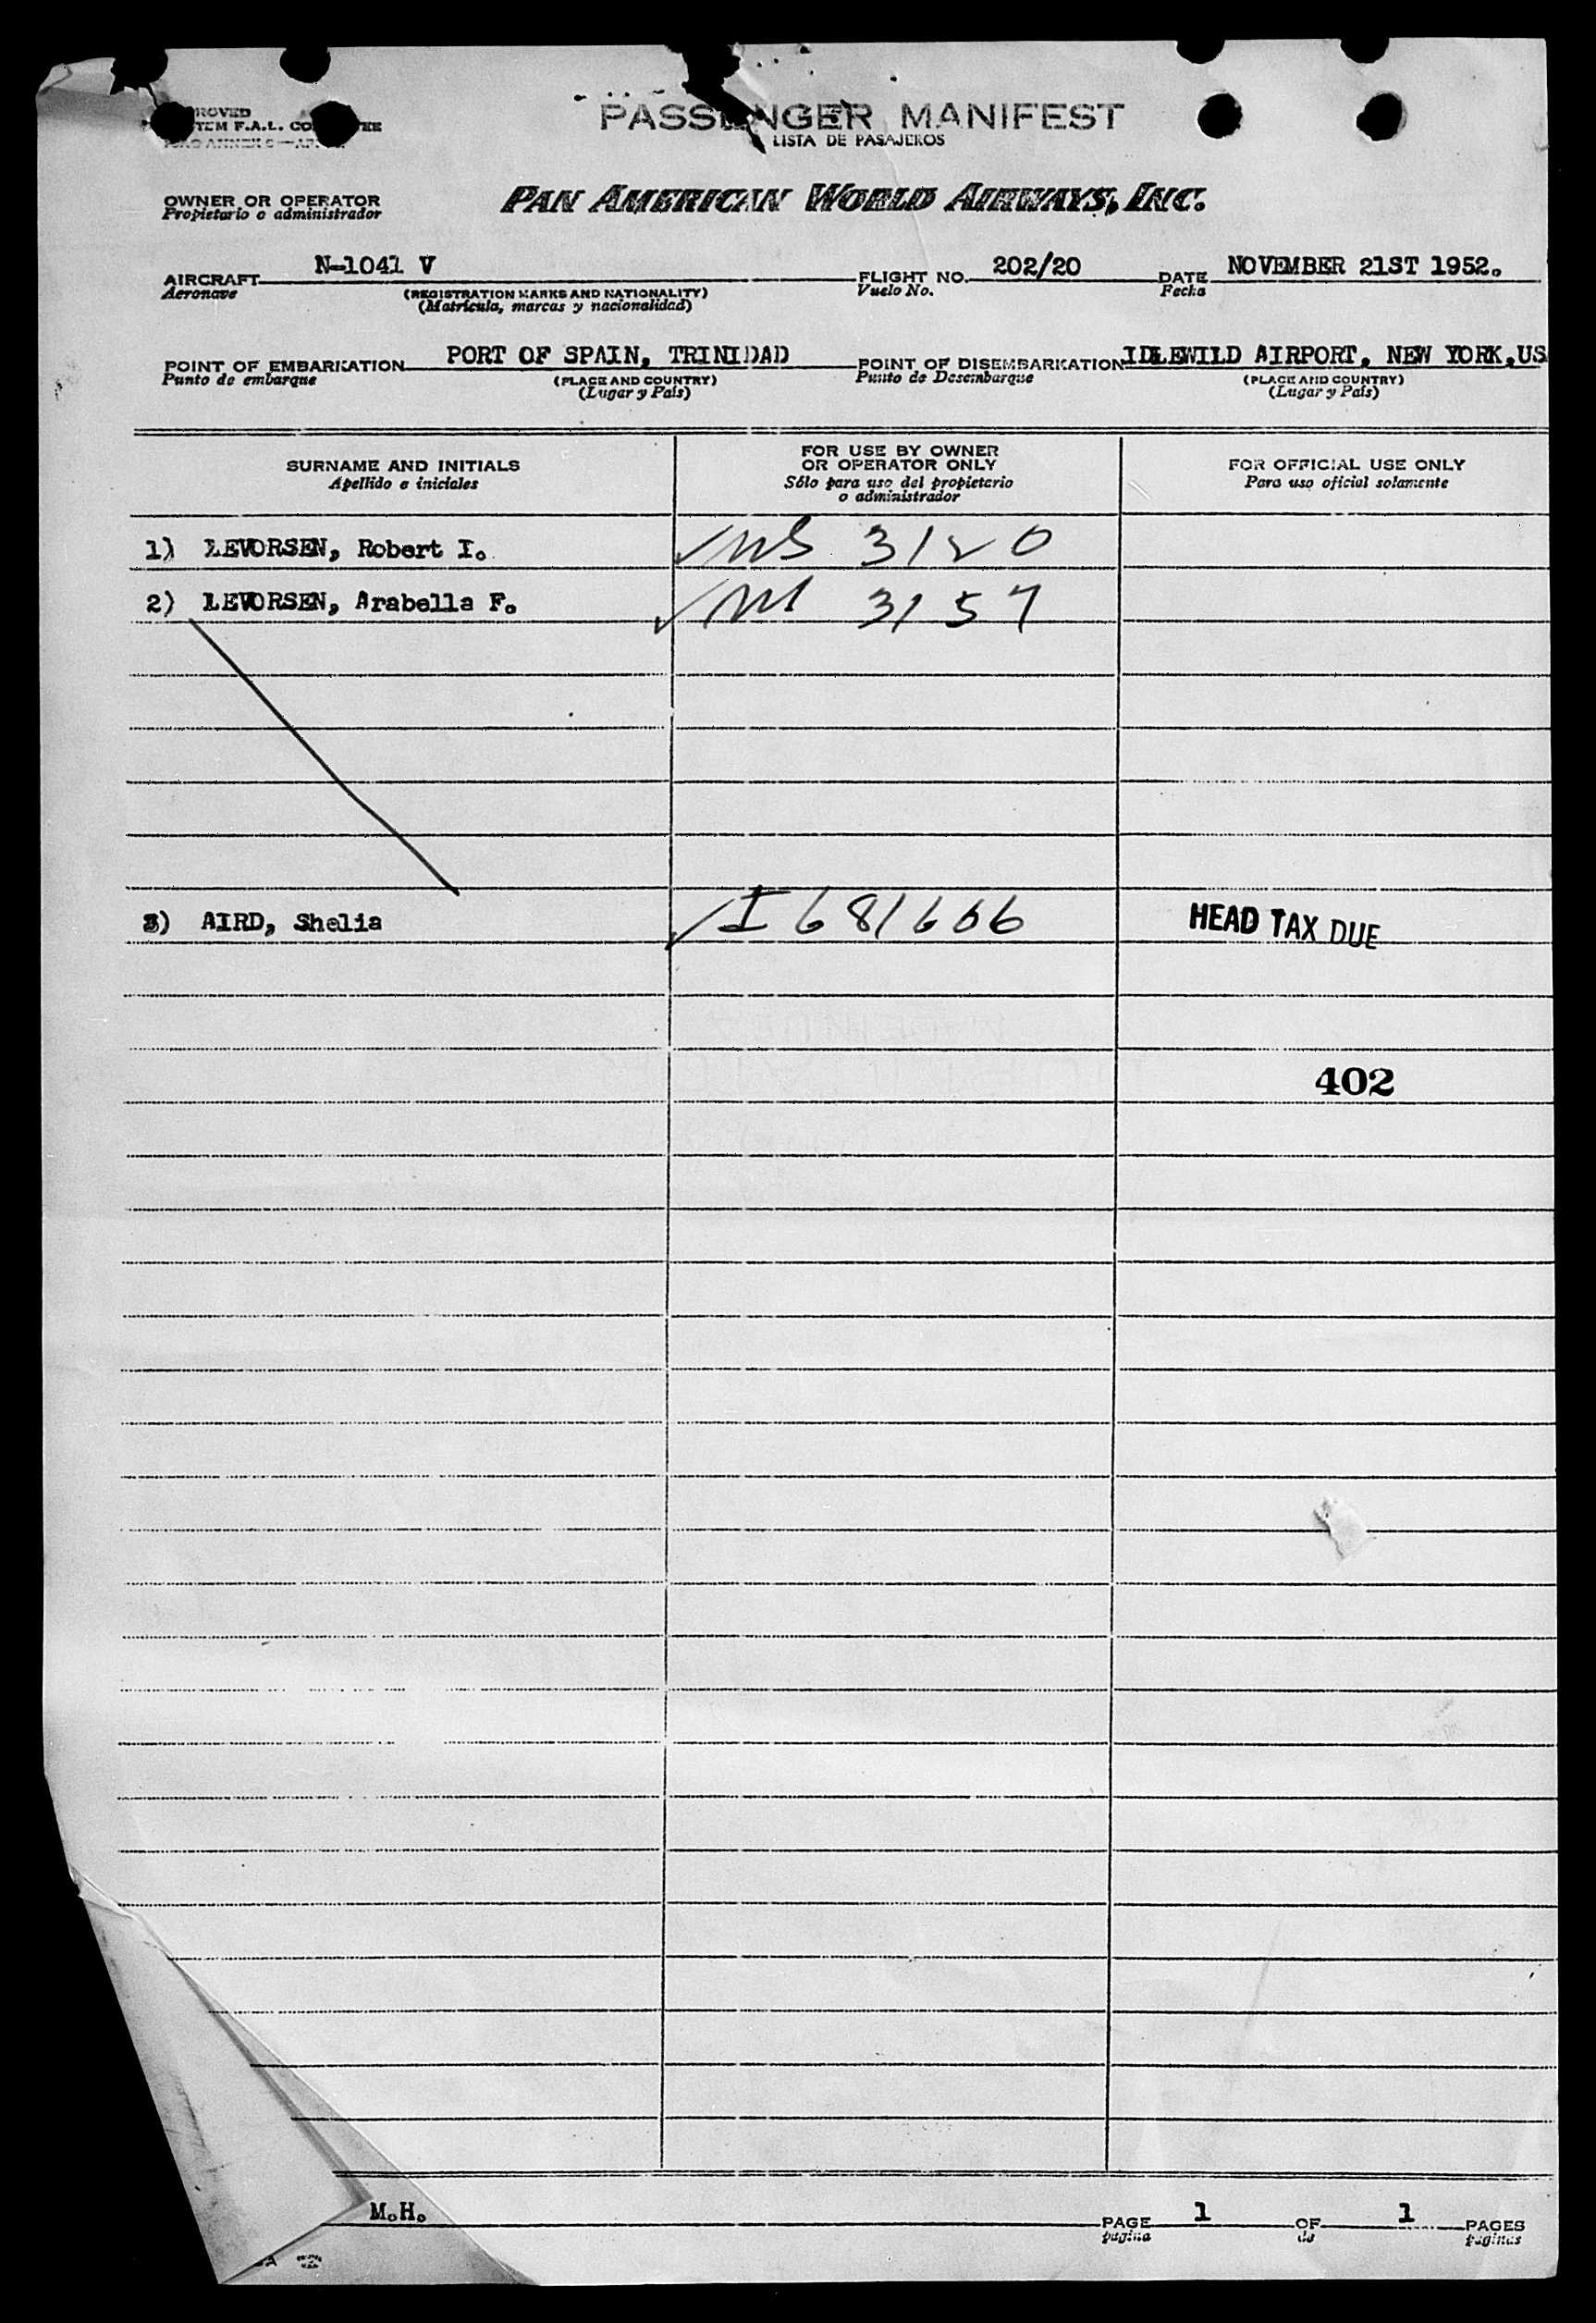 PASSENGER MANIFEST
LISTA DE PASAJEROS
F.A.L.
OWNER OR OPERATOR
Propietario o administrador
PAN AMERICAN WORLD AIRWAYS, INC.
AIRCRAFT N-1041 V FLIGHT NO. 202/20 DATE NOVEMBER 21ST 1952.
Aeronave (REGISTRATION MARKS AND NATIONALITY) Vuelo No. Fecha
(Matrícula, marcas y nacionalidad)
POINT OF EMBARKATION PORT OF SPAIN, TRINIDAD POINT OF DISEMBARKATION IDLEWILD AIRPORT, NEW YORK,US
Punto de embarque (PLACE AND COUNTRY) Punto de Desembarque (PLACE AND COUNTRY)
(Lugar y País) (Lugar y País)
SURNAME AND INITIALS FOR USE BY OWNER OR OPERATOR ONLY FOR OFFICIAL USE ONLY
Apellido e iniciales Sólo para uso del propietario o administrador Para uso oficial solamente
1) LEVORSEN, Robert I. 3120
2) LEVORSEN, Arabella F. 3157
3) AIRD, Shelia I 681666 HEAD TAX DUE
402
M.H. PAGE 1 OF 1 PAGES
pagina de paginas